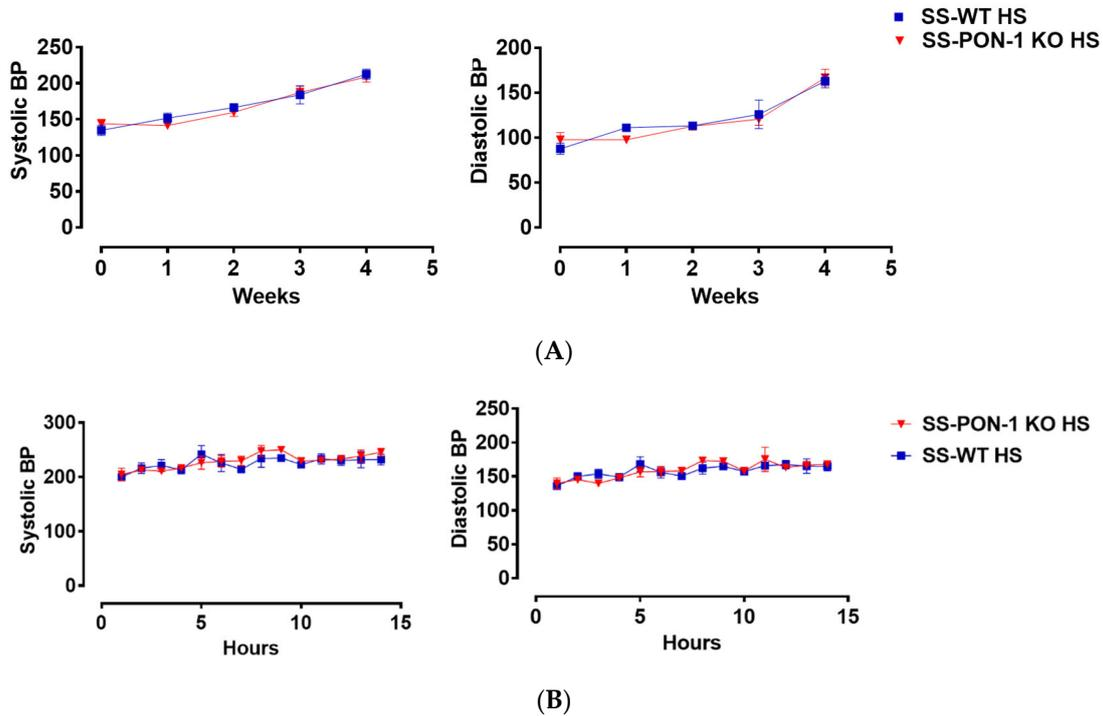 SS-WT HS
SS-PON-1 KO HS
Systolic BP
250
200
150
100
50
0
0 1 2 3 4 5
Weeks
Diastolic BP
200
150
100
50
0
0 1 2 3 4 5
Weeks
(A)
Systolic BP
300
200
100
0
0 5 10 15
Hours
Diastolic BP
250
200
150
100
50
0
0 5 10 15
Hours
SS-PON-1 KO HS
SS-WT HS
(B)